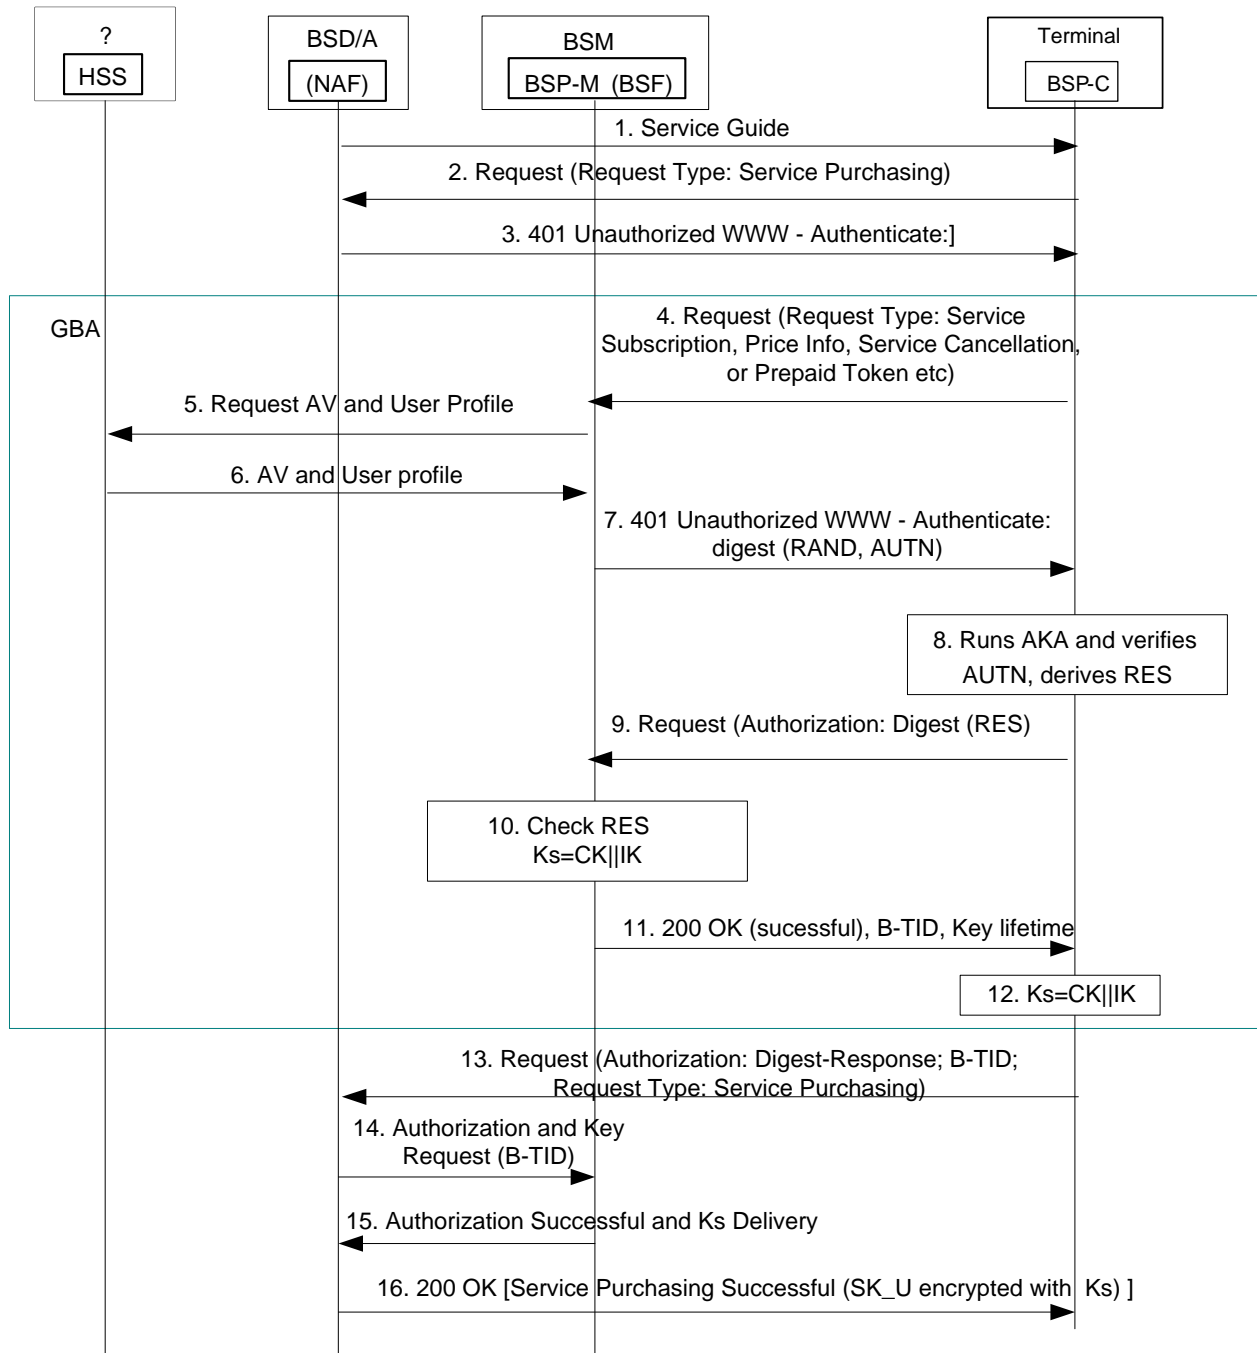 ?
HSS
BSD/A
(NAF)
BSM
BSP-M (BSF)
Terminal
BSP-C
1. Service Guide
2. Request (Request Type: Service Purchasing)
3. 401 Unauthorized WWW - Authenticate:]
GBA
4. Request (Request Type: Service
Subscription, Price Info, Service Cancellation,
or Prepaid Token etc)
5. Request AV and User Profile
6. AV and User profile
7. 401 Unauthorized WWW - Authenticate:
digest (RAND, AUTN)
8. Runs AKA and verifies
AUTN, derives RES
9. Request (Authorization: Digest (RES)
10. Check RES
Ks=CK||IK
11. 200 OK (sucessful), B-TID, Key lifetime
12. Ks=CK||IK
13. Request (Authorization: Digest-Response; B-TID;
Request Type: Service Purchasing)
14. Authorization and Key
Request (B-TID)
15. Authorization Successful and Ks Delivery
16. 200 OK [Service Purchasing Successful (SK_U encrypted with Ks) ]